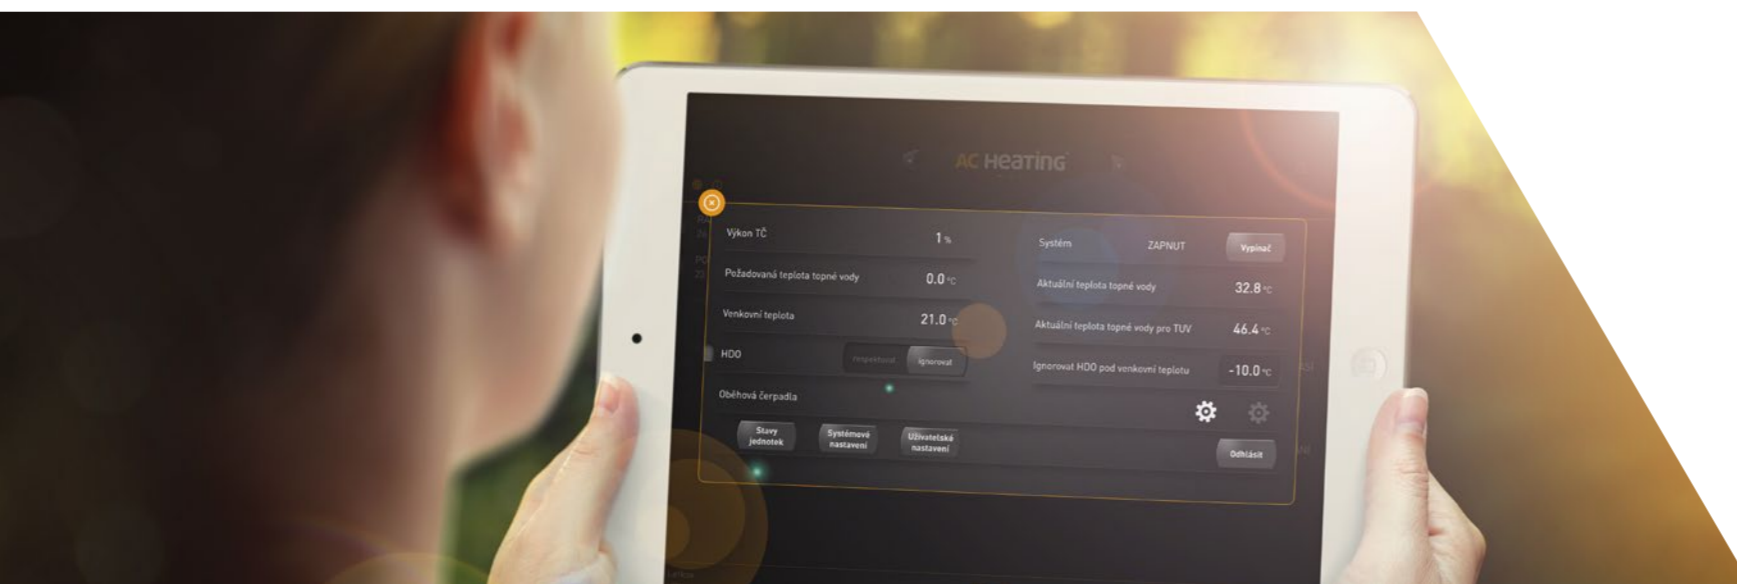 AC Heating
Výkon TČ 1 %
Systém ZAPNUT Vypínač
Požadovaná teplota topné vody 0.0 °C
Aktuální teplota topné vody 32.8 °C
Venkovní teplota 21.0 °C
Aktuální teplota topné vody pro TUV 46.4 °C
HDO respektovat ignorovat
Ignorovat HDO pod venkovní teplotu -10.0 °C
Oběhová čerpadla
Stavy
jednotek
Systémové
nastavení
Uživatelské
nastavení
Odhlásit